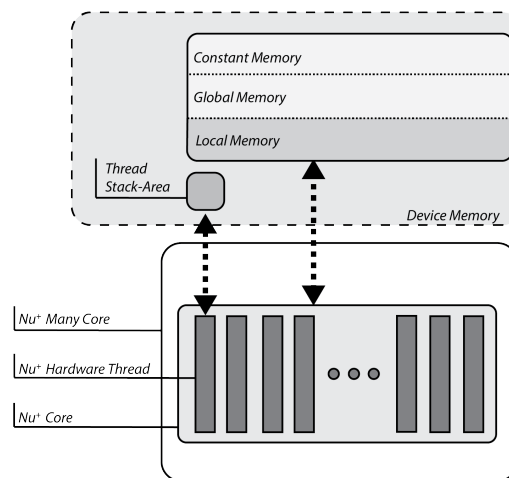 Constant Memory
Global Memory
Local Memory
Thread
Stack-Area
Device Memory
Nu⁺ Many Core
Nu⁺ Hardware Thread
Nu⁺ Core